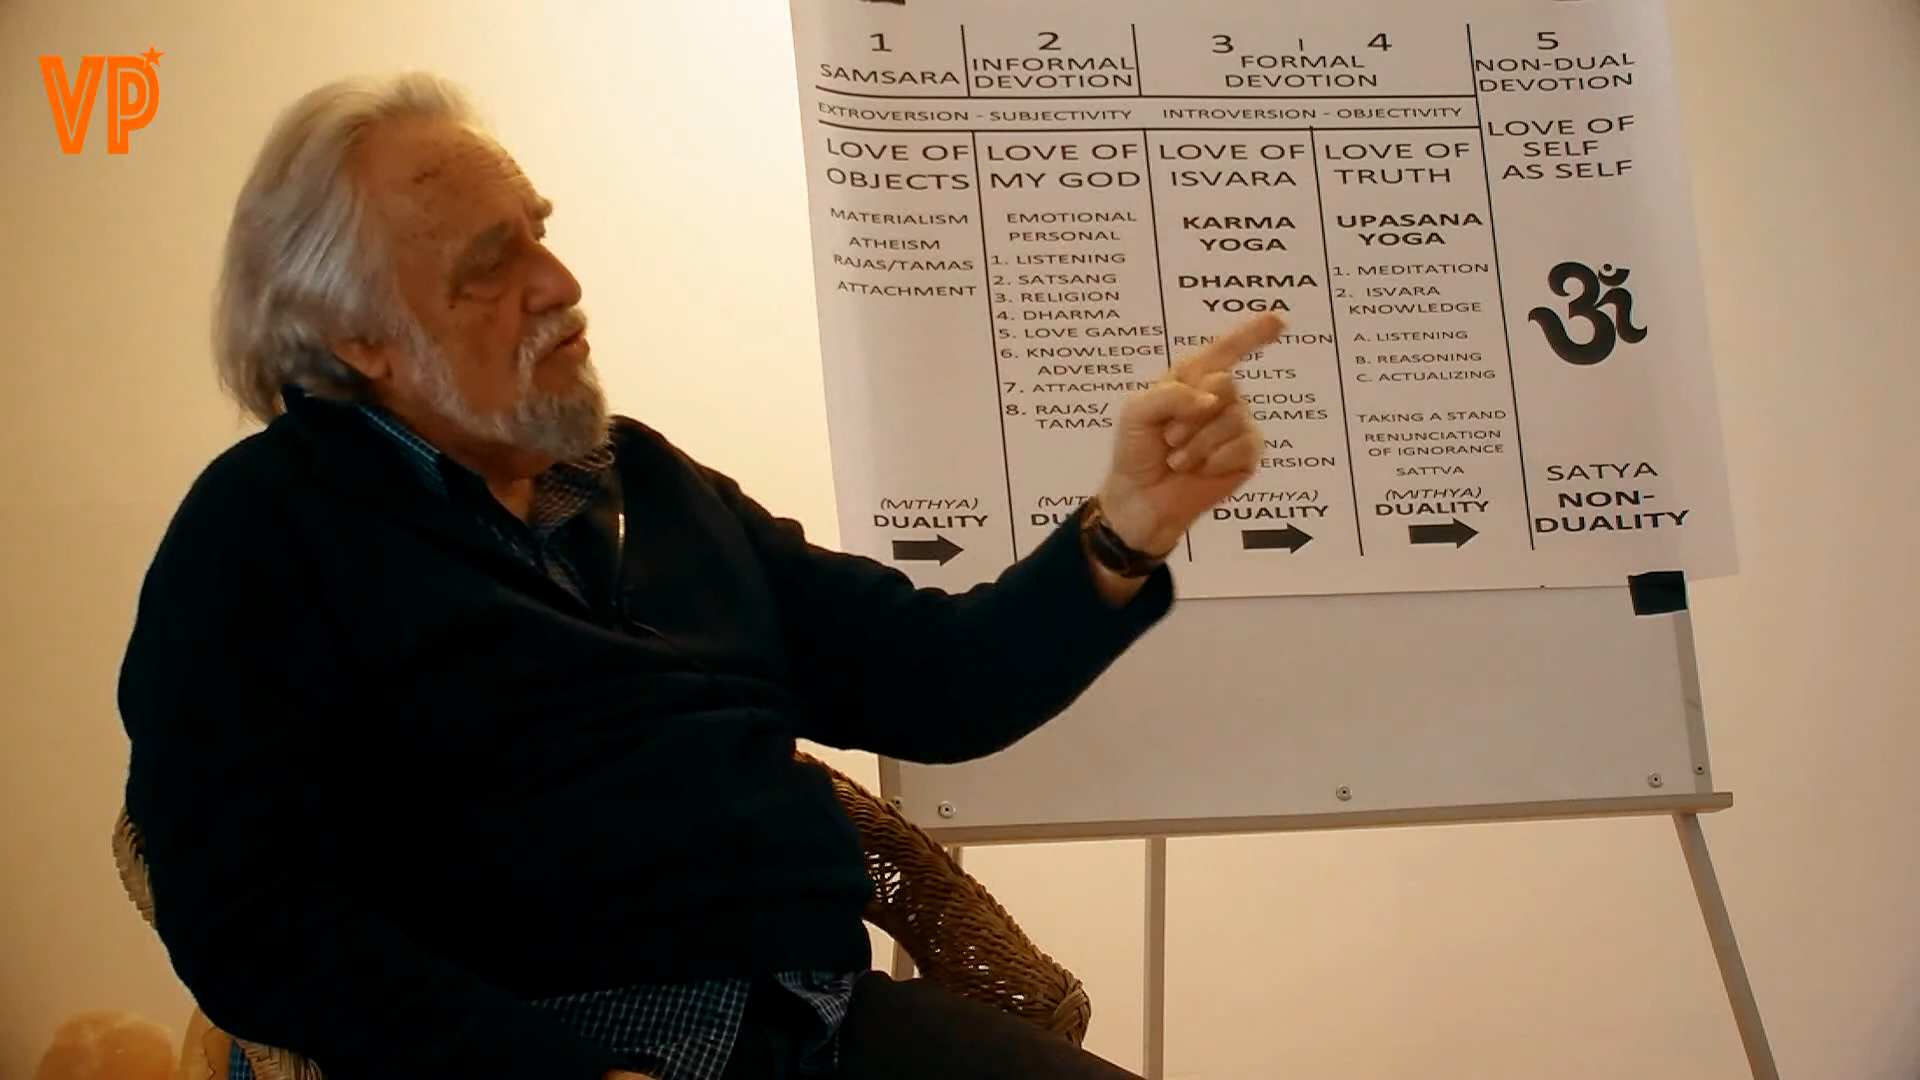 VP
1
SAMSARA
2
INFORMAL
DEVOTION
3 4
FORMAL
DEVOTION
5
NON-DUAL
DEVOTION
EXTROVERSION - SUBJECTIVITY
INTROVERSION - OBJECTIVITY
LOVE OF
OBJECTS
MATERIALISM
ATHEISM
RAJAS/TAMAS
ATTACHMENT
(MITHYA)
DUALITY
LOVE OF
MY GOD
EMOTIONAL
PERSONAL
1. LISTENING
2. SATSANG
3. RELIGION
4. DHARMA
5. LOVE GAMES
6. KNOWLEDGE
ADVERSE
7. ATTACHMENT
8. RAJAS/
TAMAS
LOVE OF
ISVARA
KARMA
YOGA
DHARMA
YOGA
OF
GAMES
(MITHYA)
DUALITY
LOVE OF
TRUTH
UPASANA
YOGA
1. MEDITATION
2. ISVARA
KNOWLEDGE
A. LISTENING
B. REASONING
C. ACTUALIZING
TAKING A STAND
RENUNCIATION
OF IGNORANCE
SATTVA
(MITHYA)
DUALITY
LOVE OF
SELF
AS SELF
ॐ
SATYA
NON-
DUALITY